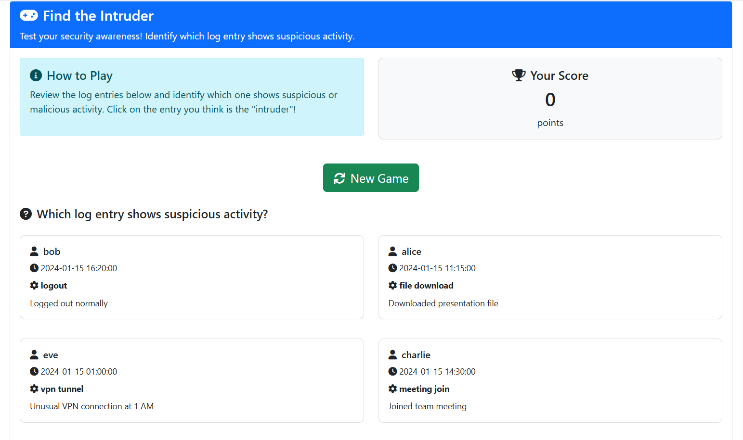 Find the Intruder
Test your security awareness! Identify which log entry shows suspicious activity.
How to Play
Review the log entries below and identify which one shows suspicious or
malicious activity. Click on the entry you think is the "intruder"!
Your Score
0
points
New Game
Which log entry shows suspicious activity?
bob
2024-01-15 16:20:00
logout
Logged out normally
alice
2024-01-15 11:15:00
file download
Downloaded presentation file
eve
2024-01-15 01:00:00
vpn tunnel
Unusual VPN connection at 1 AM
charlie
2024-01-15 14:30:00
meeting join
Joined team meeting